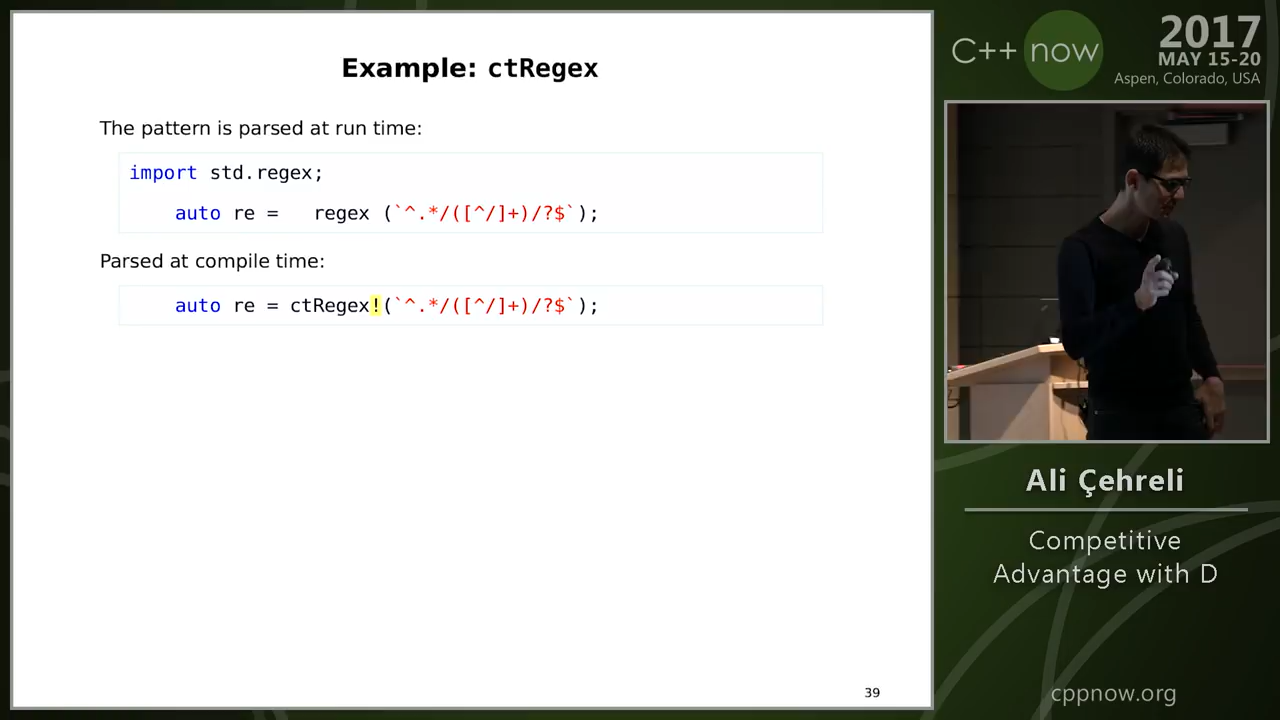 Example: ctRegex
The pattern is parsed at run time:
import std.regex;
auto re =   regex (`^.*/([^/]+)/?$`);
Parsed at compile time:
auto re = ctRegex!(`^.*/([^/]+)/?$`);
39
C++ now
2017
MAY 15-20
Aspen, Colorado, USA
Ali Çehreli
Competitive
Advantage with D
cppnow.org